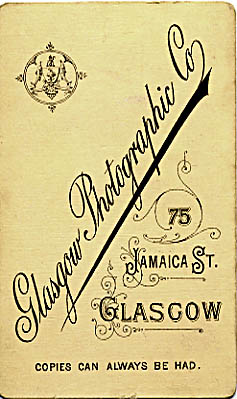 Glasgow Photographic Co
75
JAMAICA ST.
GLASGOW
COPIES CAN ALWAYS BE HAD.